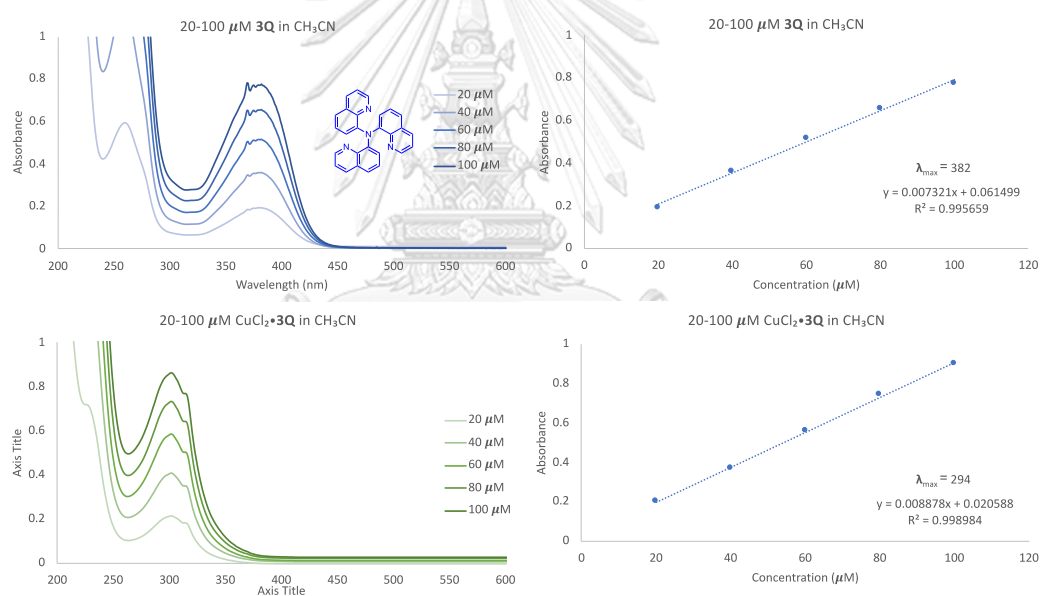 20-100 𝝁M 3Q in CH₃CN
1
0.8
0.6
0.4
0.2
0
Absorbance
200
250
300
350
400
450
500
550
600
Wavelength (nm)
N
N
N
N
20 𝝁M
40 𝝁M
60 𝝁M
80 𝝁M
100 𝝁M
20-100 𝝁M 3Q in CH₃CN
1
0.8
0.6
0.4
0.2
0
Absorbance
0
20
40
60
80
100
120
Concentration (𝝁M)
λmax = 382
y = 0.007321x + 0.061499
R² = 0.995659
20-100 𝝁M CuCl₂•3Q in CH₃CN
1
0.8
0.6
0.4
0.2
0
Axis Title
200
250
300
350
400
450
500
550
600
Axis Title
20 𝝁M
40 𝝁M
60 𝝁M
80 𝝁M
100 𝝁M
20-100 𝝁M CuCl₂•3Q in CH₃CN
1
0.8
0.6
0.4
0.2
0
Absorbance
0
20
40
60
80
100
120
Concentration (𝝁M)
λmax = 294
y = 0.008878x + 0.020588
R² = 0.998984